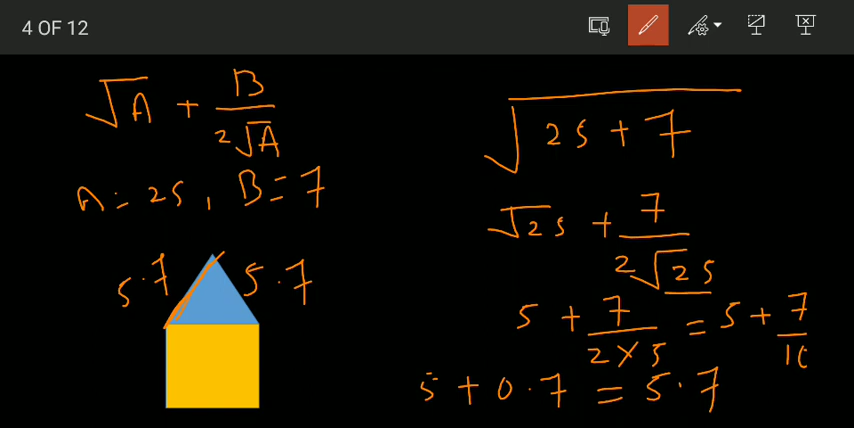 4 OF 12
√A + B/2√A
A = 25, B = 7
5.7 5.7
√25 + 7
√25 + 7/2√25
5 + 7/2×5 = 5 + 7/10
5 + 0.7 = 5.7